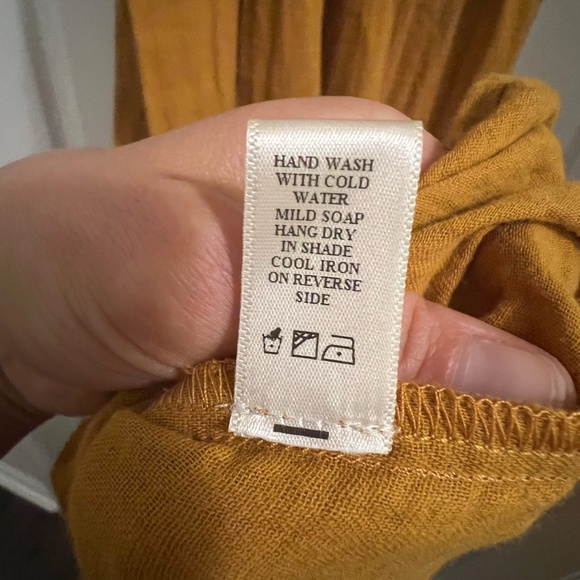 HAND WASH
WITH COLD
WATER
MILD SOAP
HANG DRY
IN SHADE
COOL IRON
ON REVERSE
SIDE